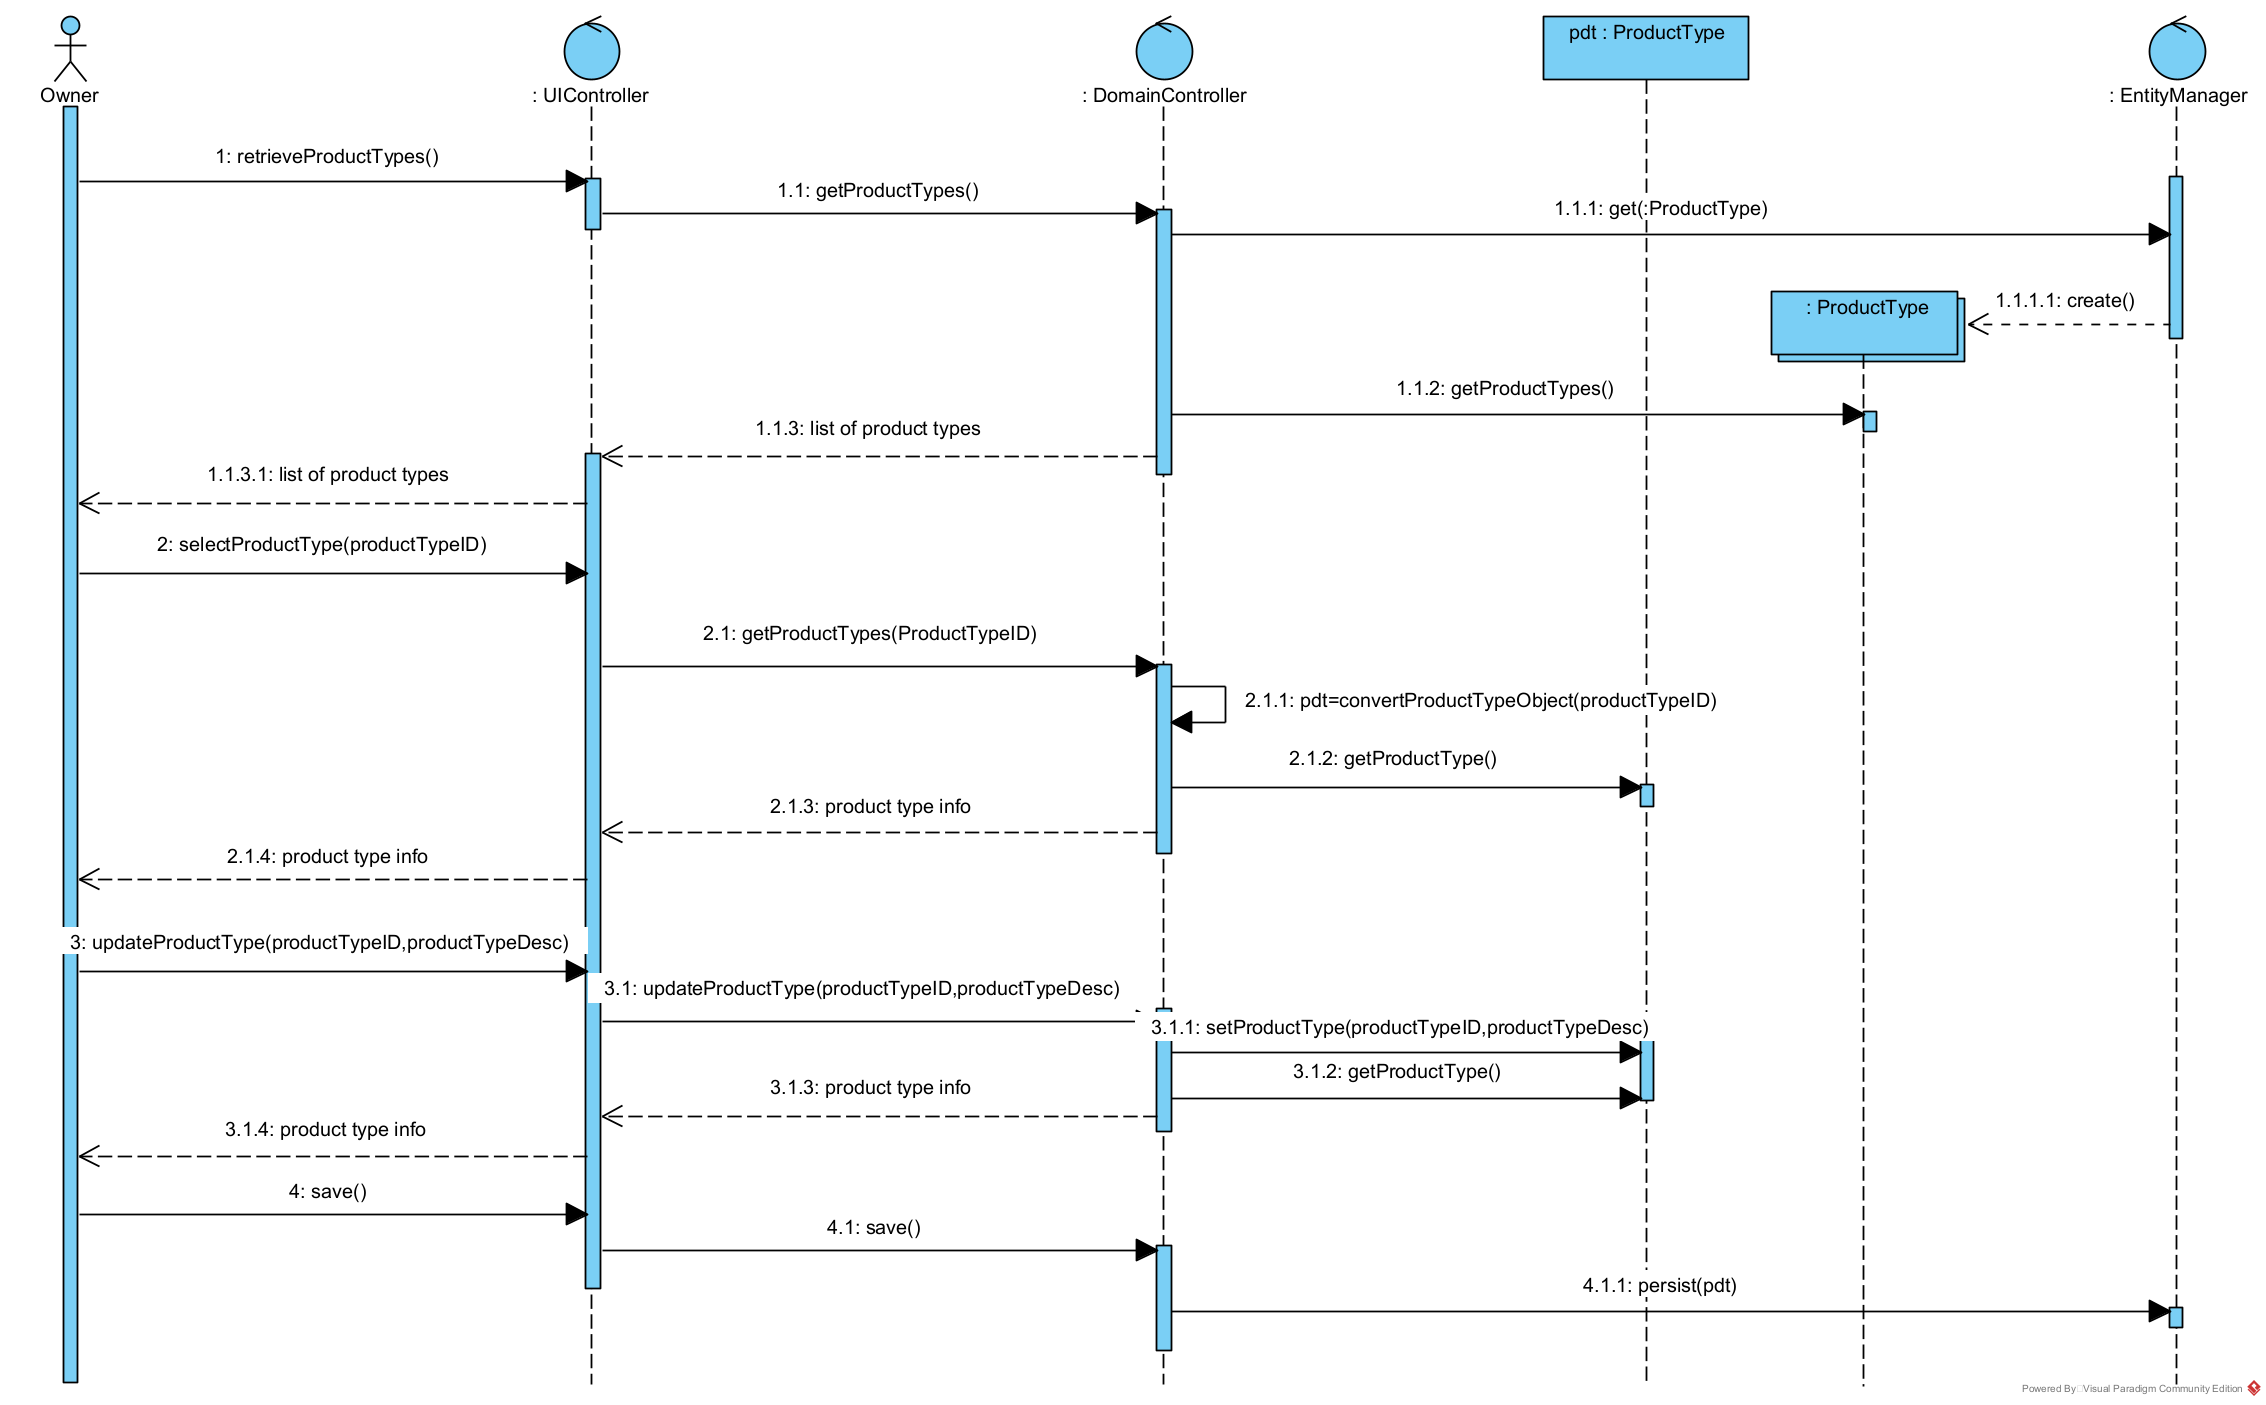 pdt : ProductType
Owner
: UIController
: DomainController
: EntityManager
1: retrieveProductTypes()
1.1: getProductTypes()
1.1.1: get(:ProductType)
: ProductType
1.1.1.1: create()
1.1.2: getProductTypes()
1.1.3: list of product types
1.1.3.1: list of product types
2: selectProductType(productTypeID)
2.1: getProductTypes(ProductTypeID)
2.1.1: pdt=convertProductTypeObject(productTypeID)
2.1.2: getProductType()
2.1.3: product type info
2.1.4: product type info
3: updateProductType(productTypeID,productTypeDesc)
3.1: updateProductType(productTypeID,productTypeDesc)
3.1.1: setProductType(productTypeID,productTypeDesc)
3.1.2: getProductType()
3.1.3: product type info
3.1.4: product type info
4: save()
4.1: save()
4.1.1: persist(pdt)
Powered By Visual Paradigm Community Edition